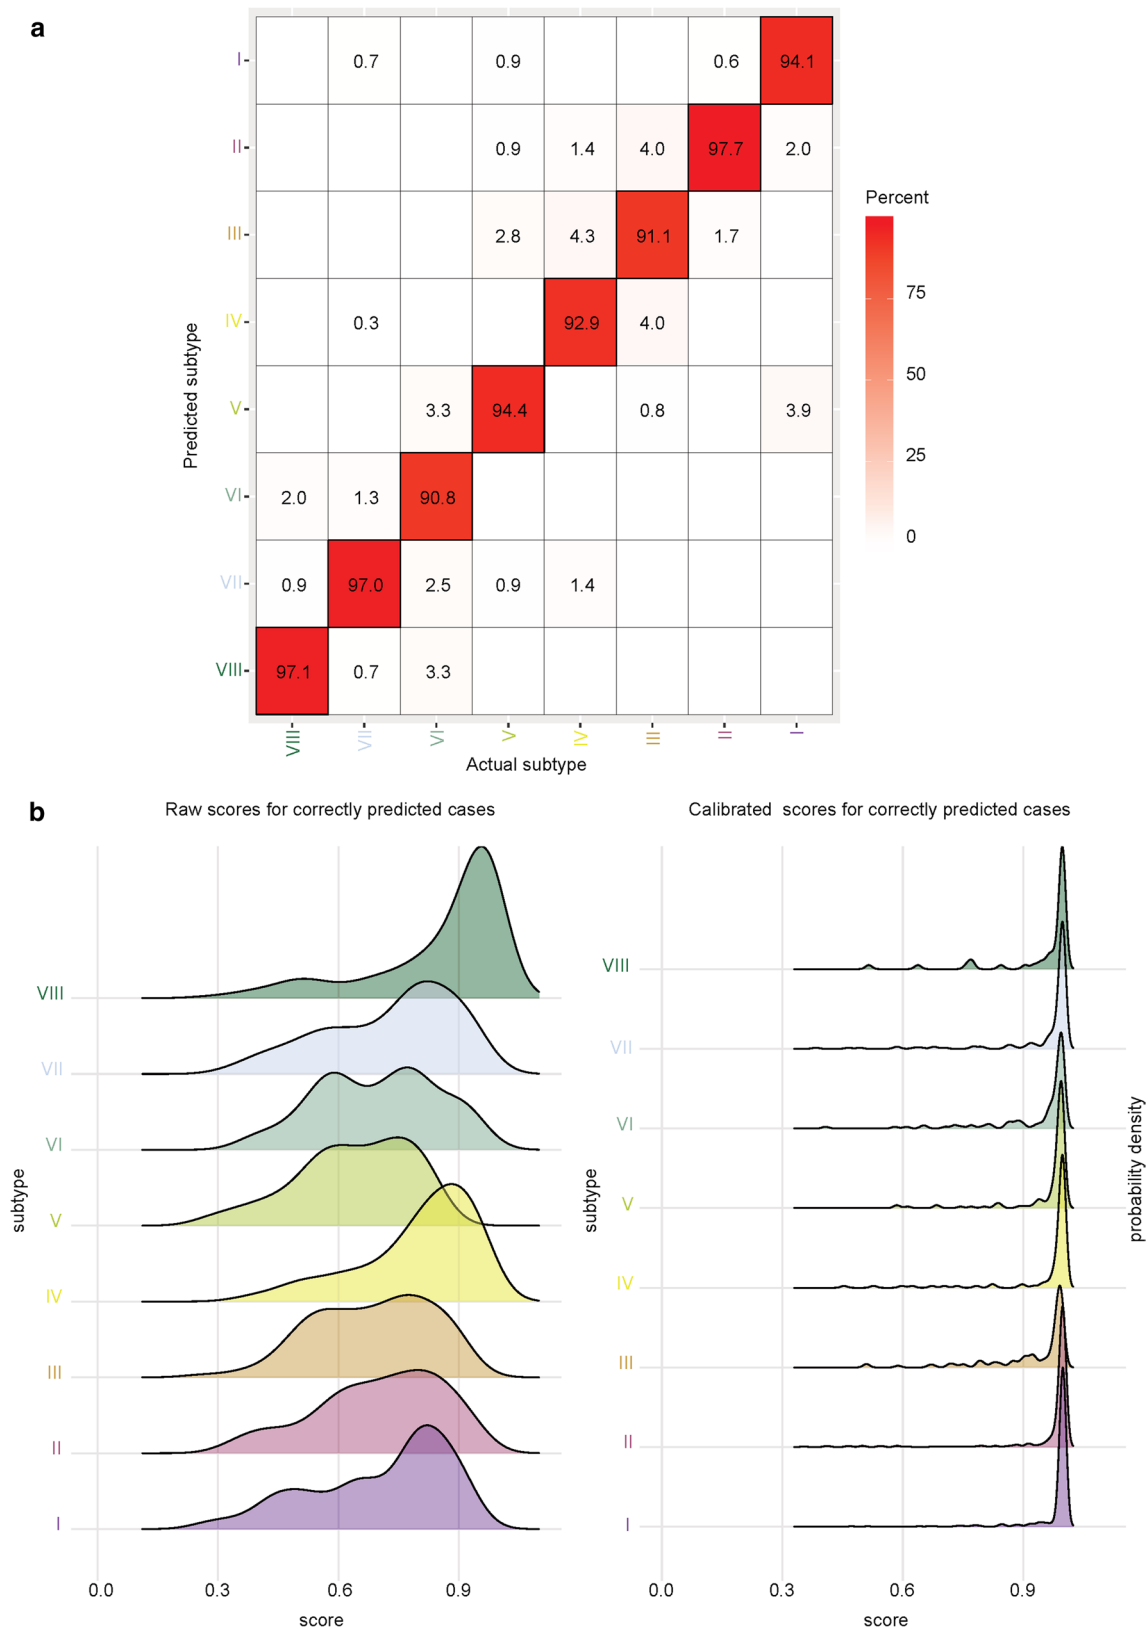 a
I 0.7 0.9 0.6 94.1
II 0.9 1.4 4.0 97.7 2.0
III 2.8 4.3 91.1 1.7
IV 0.3 92.9 4.0
V 3.3 94.4 0.8 3.9
VI 2.0 1.3 90.8
VII 0.9 97.0 2.5 0.9 1.4
VIII 97.1 0.7 3.3
Predicted subtype
VIII VII VI V IV III II I
Actual subtype
Percent
75
50
25
0
b
Raw scores for correctly predicted cases
VIII
VII
VI
V
IV
III
II
I
subtype
0.0 0.3 0.6 0.9
score
Calibrated scores for correctly predicted cases
VIII
VII
VI
V
IV
III
II
I
subtype
probability density
0.0 0.3 0.6 0.9
score